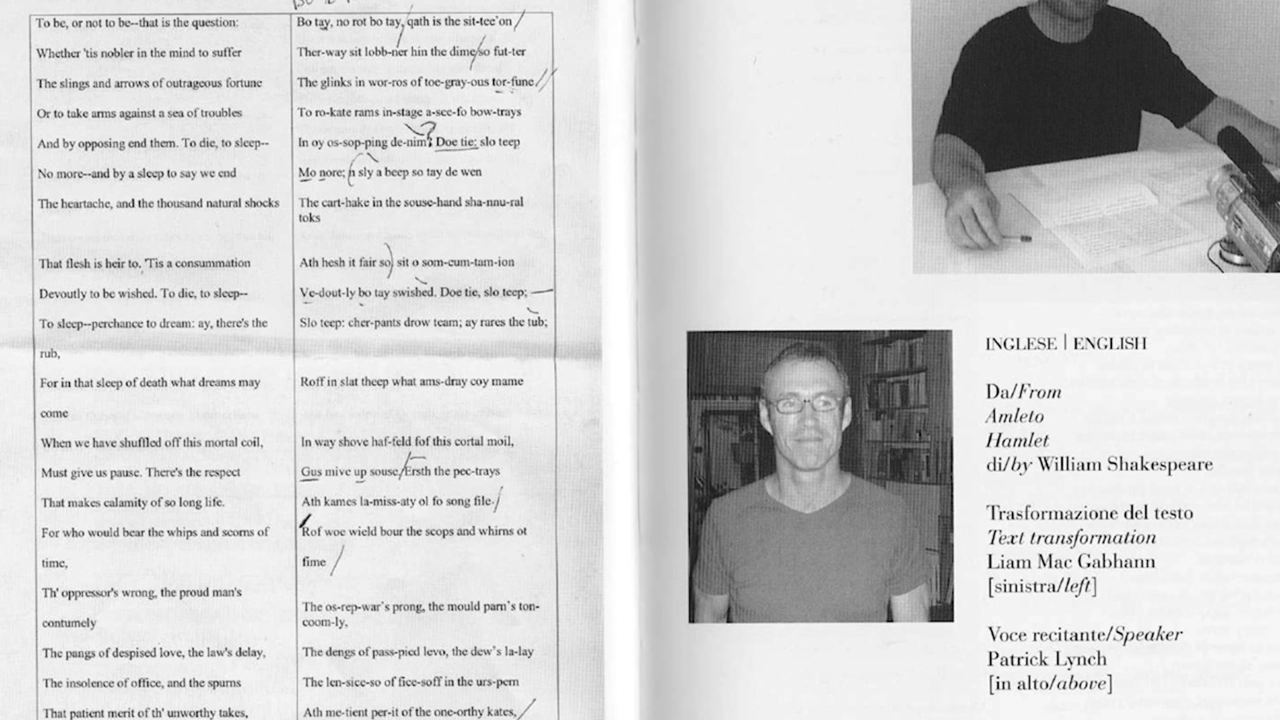 To be, or not to be--that is the question:
Whether 'tis nobler in the mind to suffer
The slings and arrows of outrageous fortune
Or to take arms against a sea of troubles
And by opposing end them. To die, to sleep--
No more--and by a sleep to say we end
The heartache, and the thousand natural shocks
That flesh is heir to. 'Tis a consummation
Devoutly to be wished. To die, to sleep--
To sleep--perchance to dream: ay, there's the
rub,
For in that sleep of death what dreams may
come
When we have shuffled off this mortal coil,
Must give us pause. There's the respect
That makes calamity of so long life.
For who would bear the whips and scorns of
time,
Th' oppressor's wrong, the proud man's
contumely
The pangs of despised love, the law's delay,
The insolence of office, and the spurns
That patient merit of th' unworthy takes,
Bo tay, no rot bo tay, qath is the sit-tee'on
Ther-way sit lobb-ner hin the dime so fut-ter
The glinks in wor-ros of toe-gray-ous tor-fune
To ro-kate rams in-stage a-see-fo bow-trays
In oy os-sop-ping de-nim? Doe tie; slo teep
Mo nore; n sly a beep so tay de wen
The cart-hake in the souse-hand sha-nnu-ral
toks
Ath hesh it fair so, sit o som-cum-tam-ion
Ve-dout-ly bo tay swished. Doe tie, slo teep;
Slo teep: cher-pants drow team; ay rares the tub;
Roff in slat theep what ams-dray coy mame
In way shove haf-feld fof this cortal moil,
Gus mive up souse Ersth the pec-trays
Ath kames la-miss-aty ol fo song file.
Rof woe wield bour the scops and whirns ot
fime
The os-rep-war's prong, the mould parn's ton-
coom-ly,
The dengs of pass-pied levo, the dew's la-lay
The len-sice-so of fice-soff in the urs-pem
Ath me-tient per-it of the one-orthy kates,
INGLESE | ENGLISH
Da/From
Amleto
Hamlet
di/by William Shakespeare
Trasformazione del testo
Text transformation
Liam Mac Gabhann
[sinistra/left]
Voce recitante/Speaker
Patrick Lynch
[in alto/above]